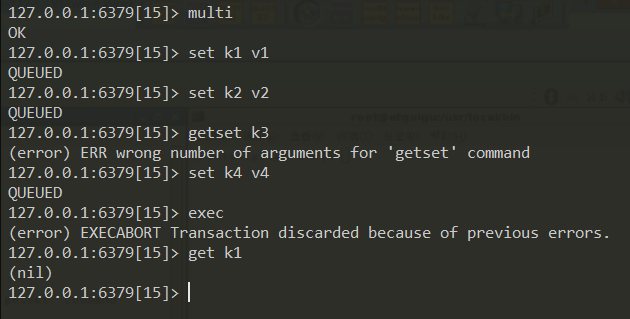 127.0.0.1:6379[15]> multi
OK
127.0.0.1:6379[15]> set k1 v1
QUEUED
127.0.0.1:6379[15]> set k2 v2
QUEUED
127.0.0.1:6379[15]> getset k3
(error) ERR wrong number of arguments for 'getset' command
127.0.0.1:6379[15]> set k4 v4
QUEUED
127.0.0.1:6379[15]> exec
(error) EXECABORT Transaction discarded because of previous errors.
127.0.0.1:6379[15]> get k1
(nil)
127.0.0.1:6379[15]>